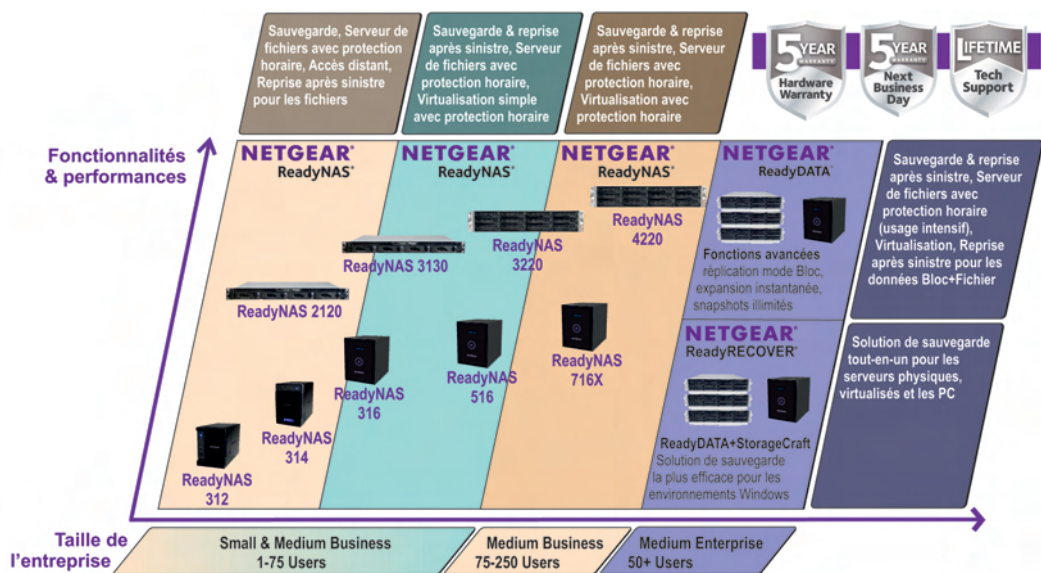 Sauvegarde, Serveur de
fichiers avec protection
horaire, Accès distant,
Reprise après sinistre
pour les fichiers
Sauvegarde & reprise
après sinistre, Serveur
de fichiers avec
protection horaire,
Virtualisation simple
avec protection horaire
Sauvegarde & reprise
après sinistre, Serveur
de fichiers avec
protection horaire,
Virtualisation avec
protection horaire
5 YEAR
WARRANTY
Hardware
Warranty
5 YEAR
WARRANTY
Next
Business
Day
LIFETIME
Tech
Support
Fonctionnalités
& performances
NETGEAR®
ReadyNAS®
NETGEAR®
ReadyNAS®
NETGEAR®
ReadyNAS®
NETGEAR®
ReadyDATA™
ReadyNAS 2120
ReadyNAS
312
ReadyNAS
314
ReadyNAS 3130
ReadyNAS
316
ReadyNAS
3220
ReadyNAS
516
ReadyNAS
4220
ReadyNAS
716X
Fonctions avancées
réplication mode Bloc,
expansion instantanée,
snapshots illimités
NETGEAR®
ReadyRECOVER™
ReadyDATA+StorageCraft
Solution de sauvegarde
la plus efficace pour les
environnements Windows
Sauvegarde & reprise
après sinistre, Serveur
de fichiers avec
protection horaire
(usage intensif),
Virtualisation, Reprise
après sinistre pour les
données Bloc+Fichier
Solution de sauvegarde
tout-en-un pour les
serveurs physiques,
virtualisés et les PC
Taille de
l'entreprise
Small & Medium Business
1-75 Users
Medium Business
75-250 Users
Medium Enterprise
50+ Users